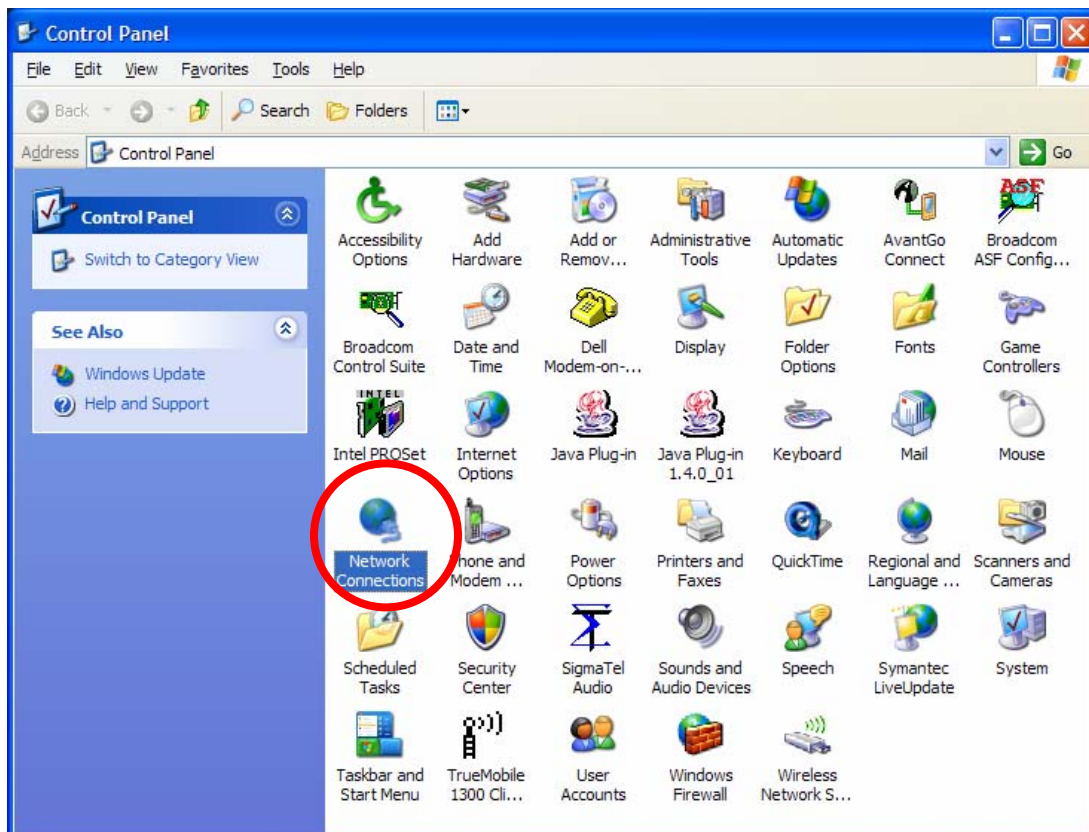 Control Panel
File Edit View Favorites Tools Help
Back Search Folders
Address Control Panel Go
Control Panel
Switch to Category View
See Also
Windows Update
Help and Support
Accessibility Options
Add Hardware
Add or Remov...
Administrative Tools
Automatic Updates
AvantGo Connect
ASF
Broadcom ASF Config...
Broadcom Control Suite
Date and Time
Dell Modem-on-...
Display
Folder Options
Fonts
Game Controllers
INTEL
Intel PROSet
Internet Options
Java Plug-in
Java Plug-in 1.4.0_01
Keyboard
Mail
Mouse
Network Connections
Phone and Modem ...
Power Options
Printers and Faxes
QuickTime
Regional and Language ...
Scanners and Cameras
Scheduled Tasks
Security Center
SigmaTel Audio
Sounds and Audio Devices
Speech
Symantec LiveUpdate
System
Taskbar and Start Menu
TrueMobile 1300 Cli...
User Accounts
Windows Firewall
Wireless Network S...